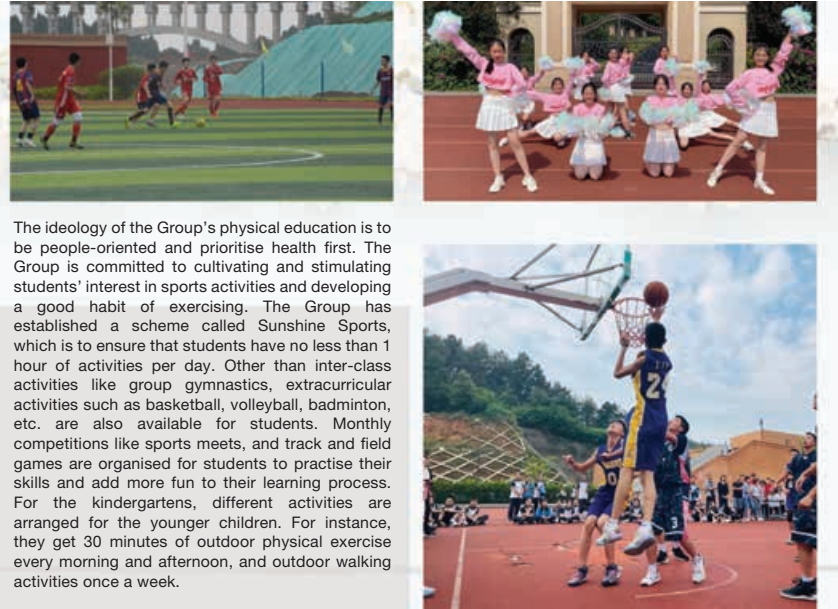 The ideology of the Group's physical education is to
be people-oriented and prioritise health first. The
Group is committed to cultivating and stimulating
students' interest in sports activities and developing
a good habit of exercising. The Group has
established a scheme called Sunshine Sports,
which is to ensure that students have no less than 1
hour of activities per day. Other than inter-class
activities like group gymnastics, extracurricular
activities such as basketball, volleyball, badminton,
etc. are also available for students. Monthly
competitions like sports meets, and track and field
games are organised for students to practise their
skills and add more fun to their learning process.
For the kindergartens, different activities are
arranged for the younger children. For instance,
they get 30 minutes of outdoor physical exercise
every morning and afternoon, and outdoor walking
activities once a week.
24
0
3